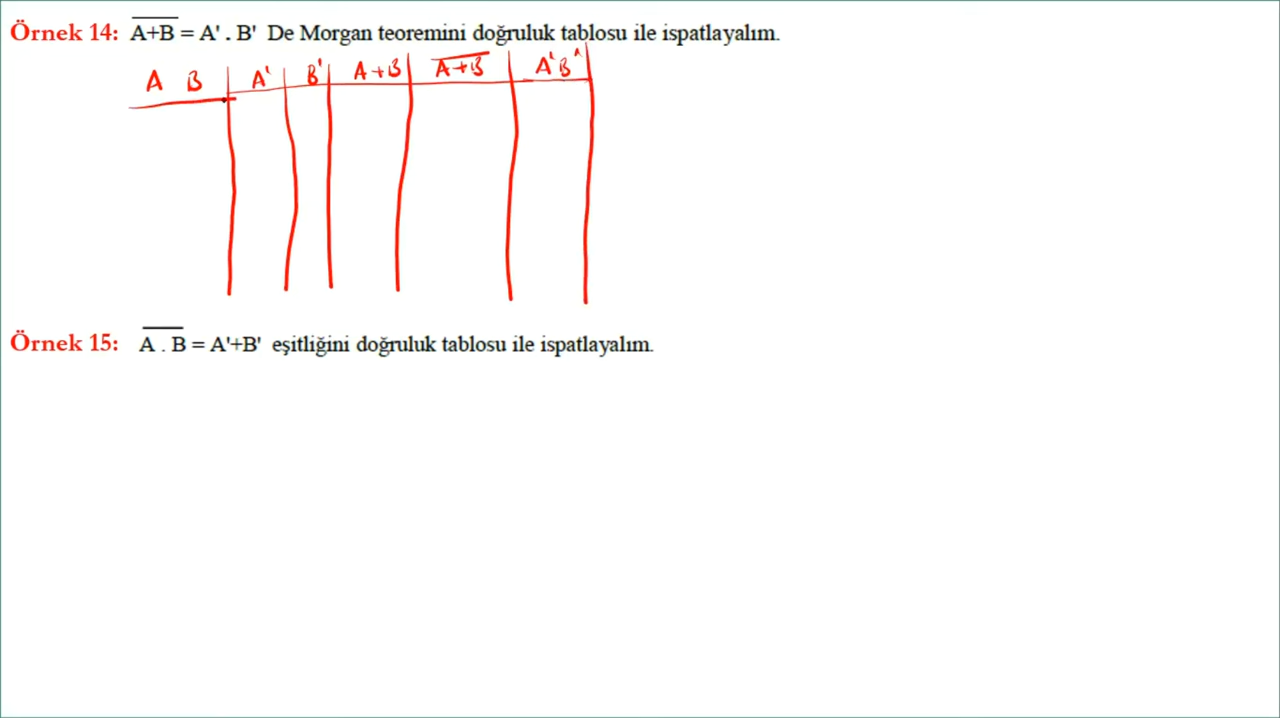 Örnek 14: A̅+̅B̅ = A' . B' De Morgan teoremini doğruluk tablosu ile ispatlayalım.
A B A' B' A+B A̅+̅B̅ A'B'
Örnek 15: A̅ ̅.̅ ̅B̅ = A'+B' eşitliğini doğruluk tablosu ile ispatlayalım.